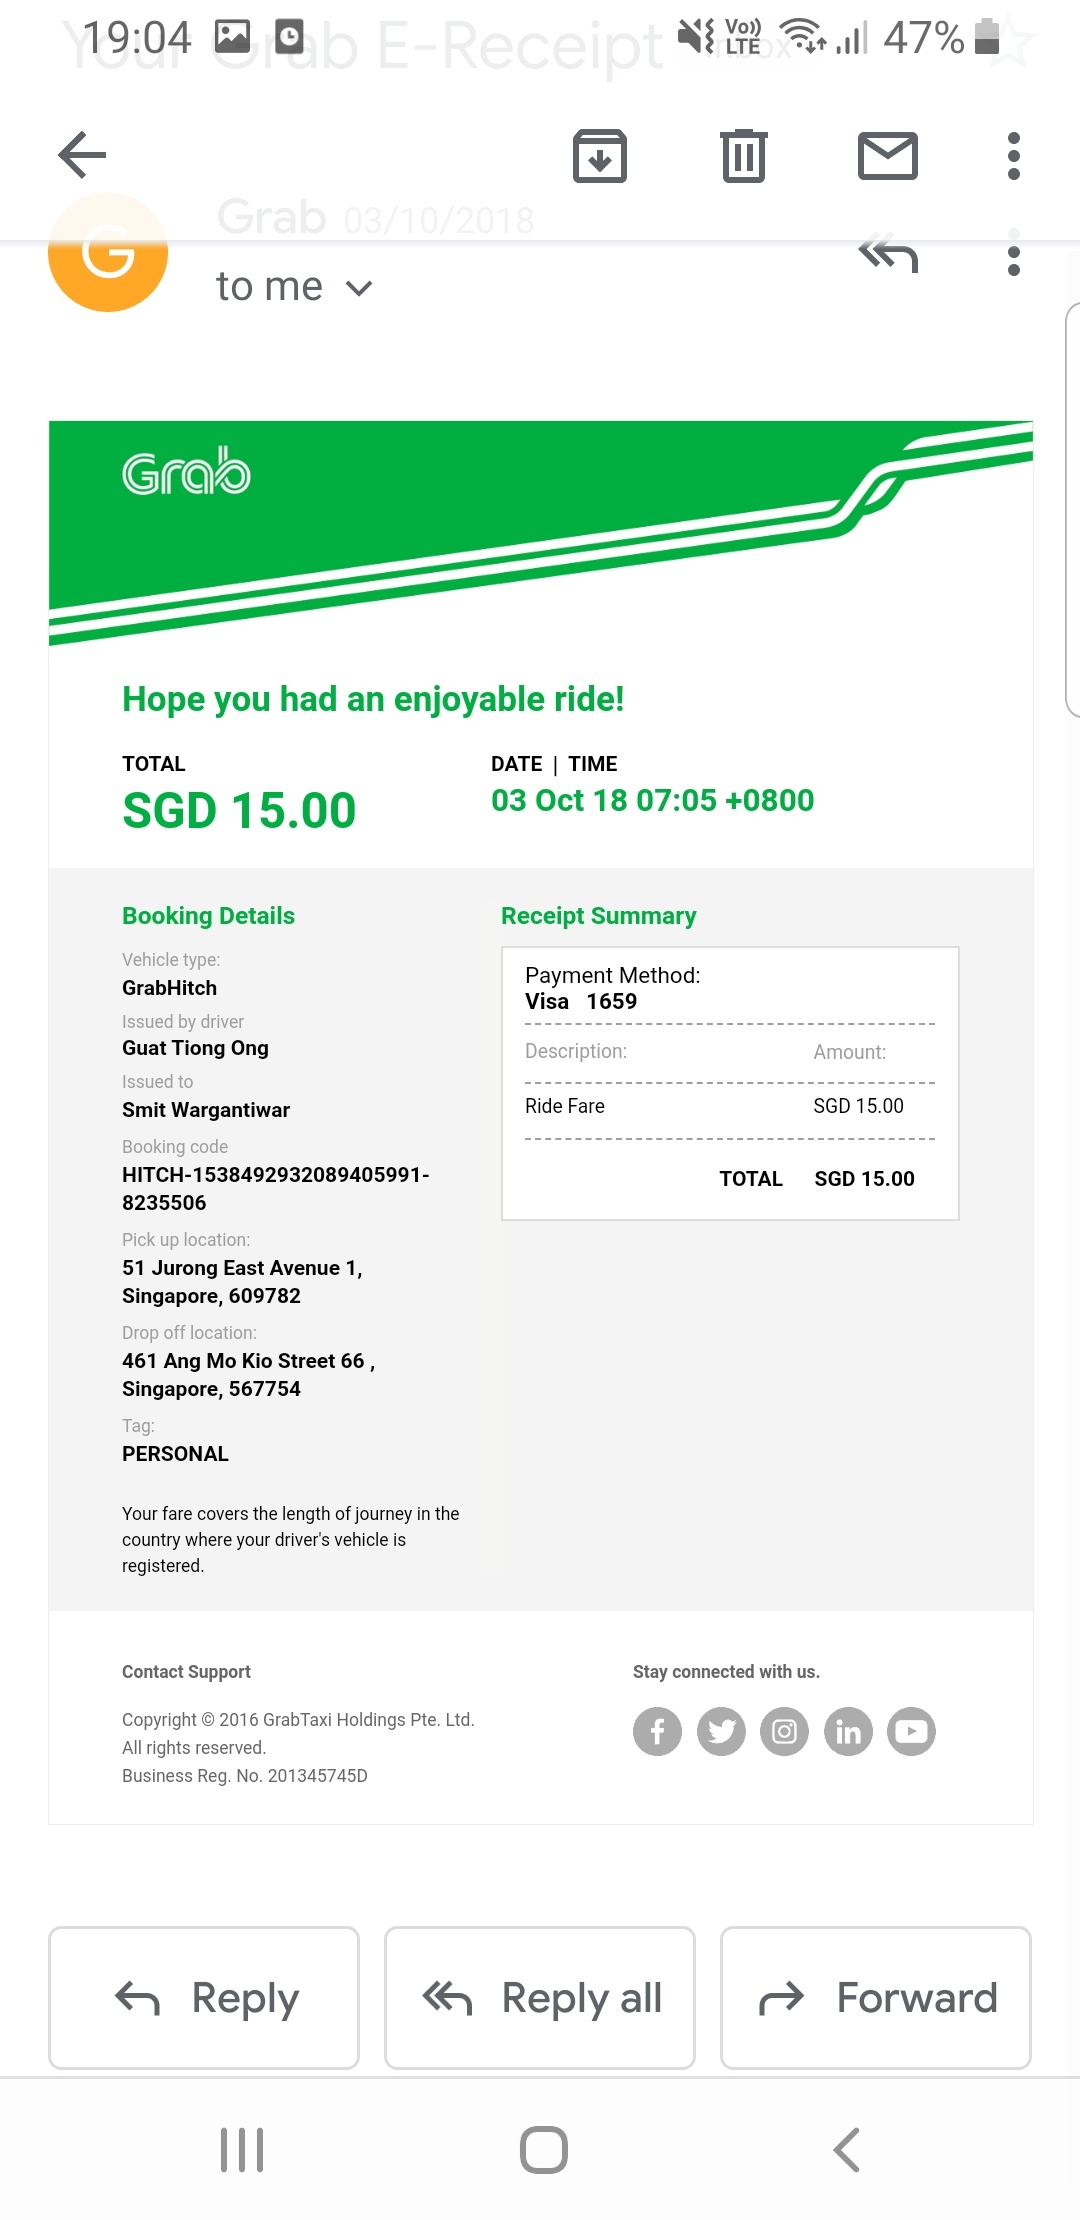 Your Grab E-Receipt Inbox
19:04 Vo)) LTE 47%
Grab 03/10/2018
G
to me
Grab
Hope you had an enjoyable ride!
TOTAL
SGD 15.00
DATE | TIME
03 Oct 18 07:05 +0800
Booking Details
Vehicle type:
GrabHitch
Issued by driver
Guat Tiong Ong
Issued to
Smit Wargantiwar
Booking code
HITCH-1538492932089405991-
8235506
Pick up location:
51 Jurong East Avenue 1,
Singapore, 609782
Drop off location:
461 Ang Mo Kio Street 66 ,
Singapore, 567754
Tag:
PERSONAL
Your fare covers the length of journey in the
country where your driver's vehicle is
registered.
Receipt Summary
Payment Method:
Visa 1659
Description: Amount:
Ride Fare SGD 15.00
TOTAL SGD 15.00
Contact Support
Copyright © 2016 GrabTaxi Holdings Pte. Ltd.
All rights reserved.
Business Reg. No. 201345745D
Stay connected with us.
Reply Reply all Forward